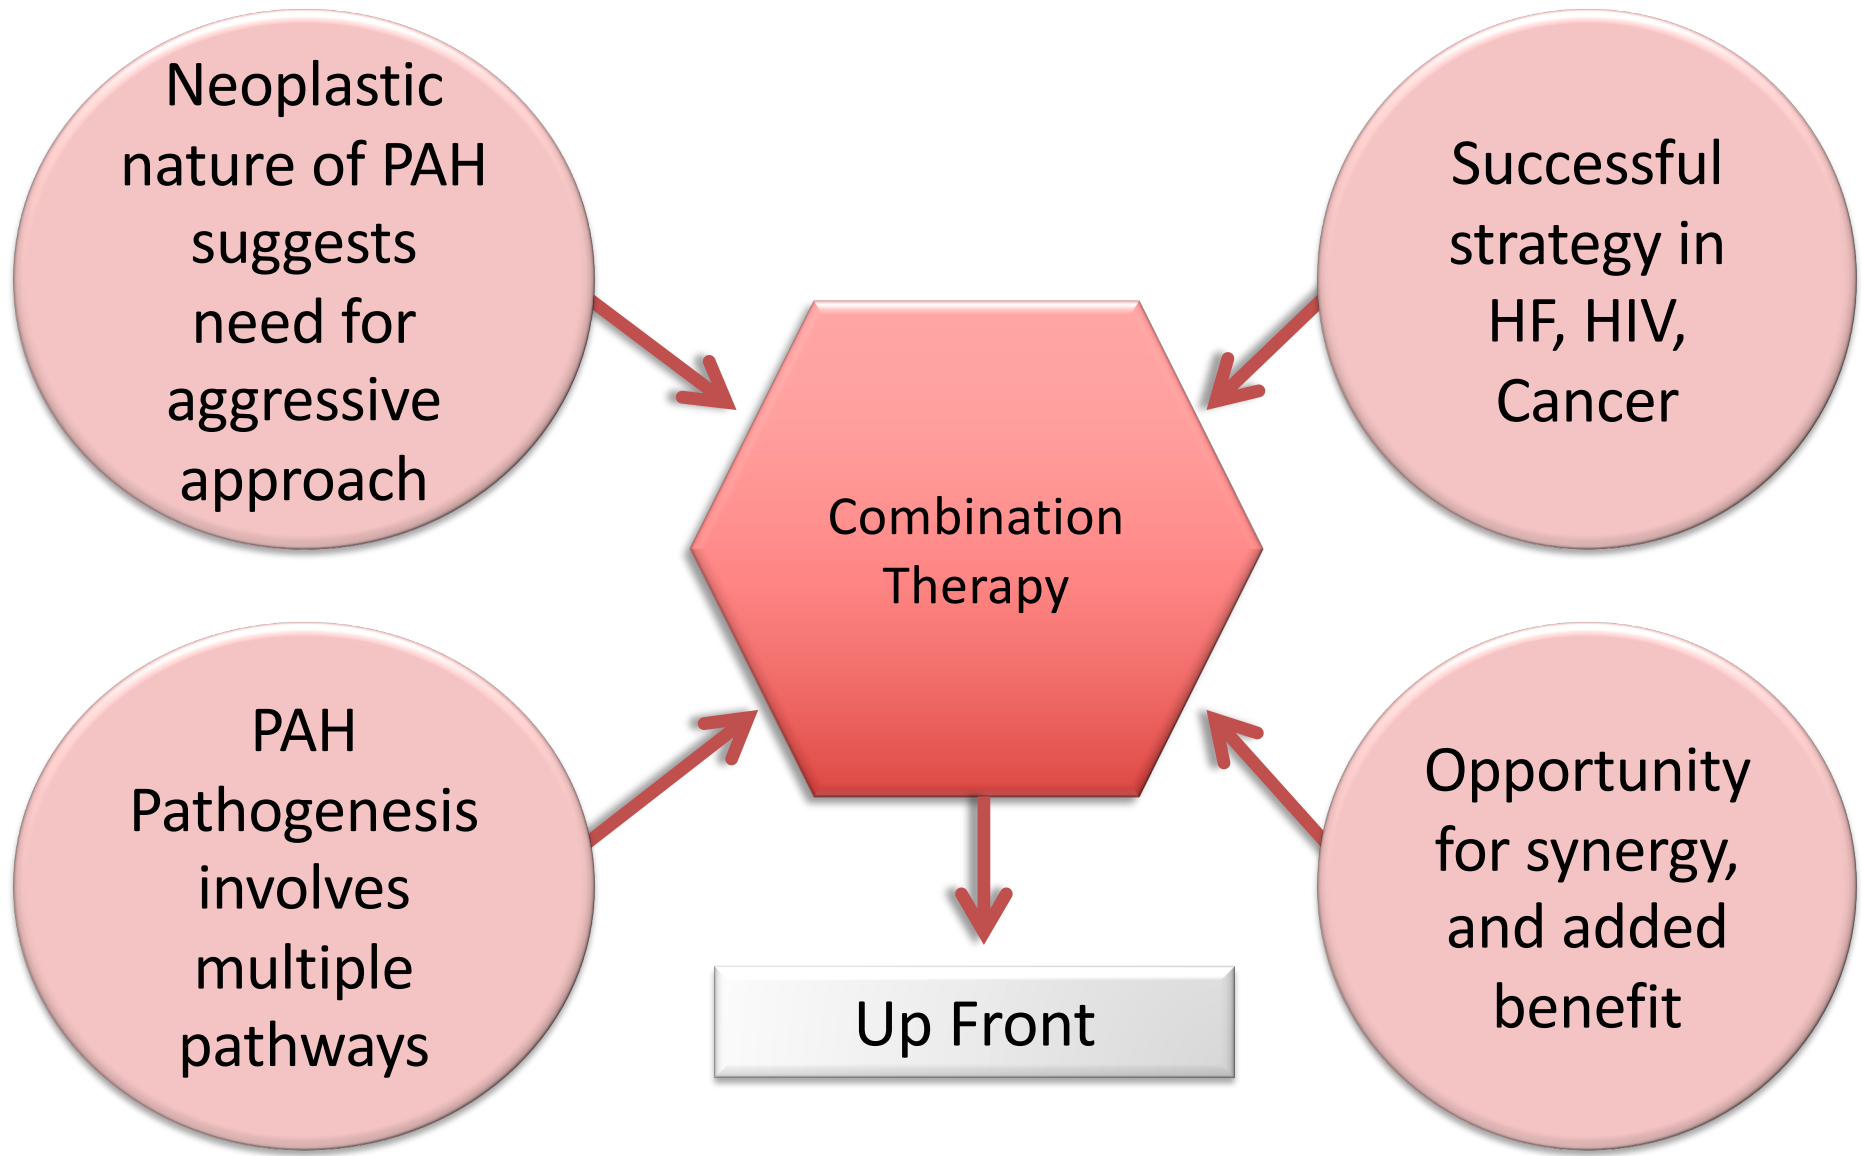 Neoplastic
nature of PAH
suggests
need for
aggressive
approach
Successful
strategy in
HF, HIV,
Cancer
Combination
Therapy
PAH
Pathogenesis
involves
multiple
pathways
Opportunity
for synergy,
and added
benefit
Up Front